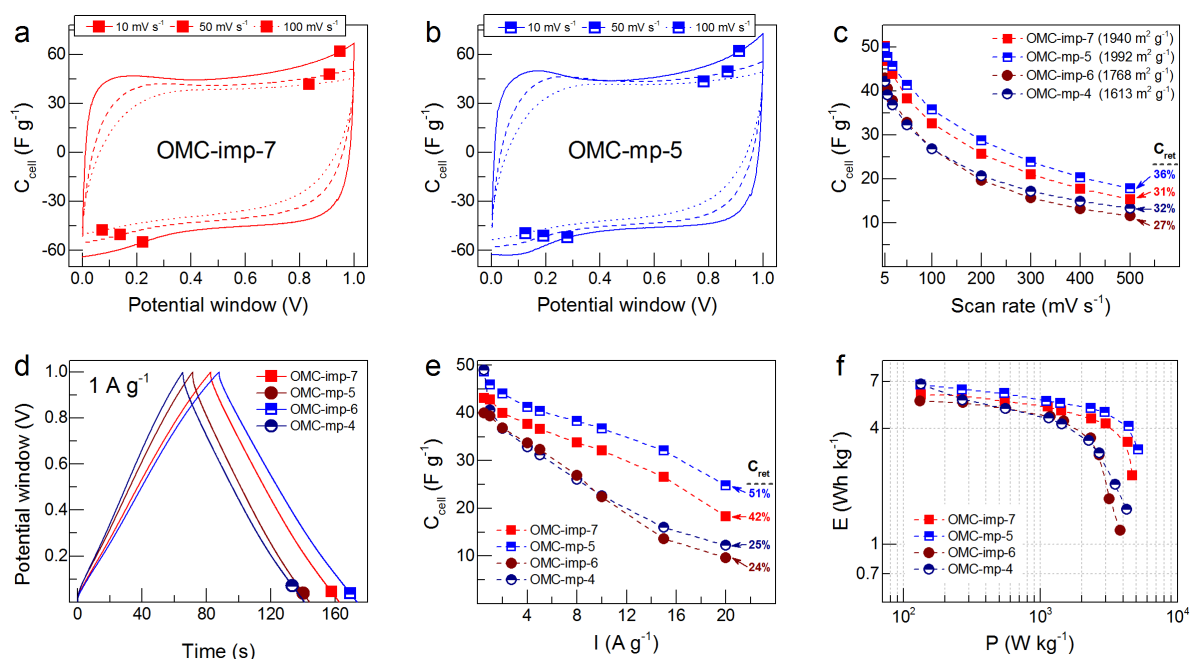 a
10 mV s⁻¹ 50 mV s⁻¹ 100 mV s⁻¹
60
30
0
-30
-60
C_cell (F g⁻¹)
OMC-imp-7
0.0 0.2 0.4 0.6 0.8 1.0
Potential window (V)
b
10 mV s⁻¹ 50 mV s⁻¹ 100 mV s⁻¹
60
30
0
-30
-60
C_cell (F g⁻¹)
OMC-mp-5
0.0 0.2 0.4 0.6 0.8 1.0
Potential window (V)
c
OMC-imp-7 (1940 m² g⁻¹)
OMC-mp-5 (1992 m² g⁻¹)
OMC-imp-6 (1768 m² g⁻¹)
OMC-mp-4 (1613 m² g⁻¹)
50
40
30
20
10
C_cell (F g⁻¹)
C_ret
36%
31%
32%
27%
5 100 200 300 400 500
Scan rate (mV s⁻¹)
d
1 A g⁻¹
OMC-imp-7
OMC-mp-5
OMC-imp-6
OMC-mp-4
1.0
0.8
0.6
0.4
0.2
Potential window (V)
0 40 80 120 160
Time (s)
e
50
40
30
20
10
C_cell (F g⁻¹)
C_ret
51%
42%
25%
24%
OMC-imp-7
OMC-mp-5
OMC-imp-6
OMC-mp-4
4 8 12 16 20
I (A g⁻¹)
f
7
4
1
0.7
E (Wh kg⁻¹)
OMC-imp-7
OMC-mp-5
OMC-imp-6
OMC-mp-4
10² 10³ 10⁴
P (W kg⁻¹)